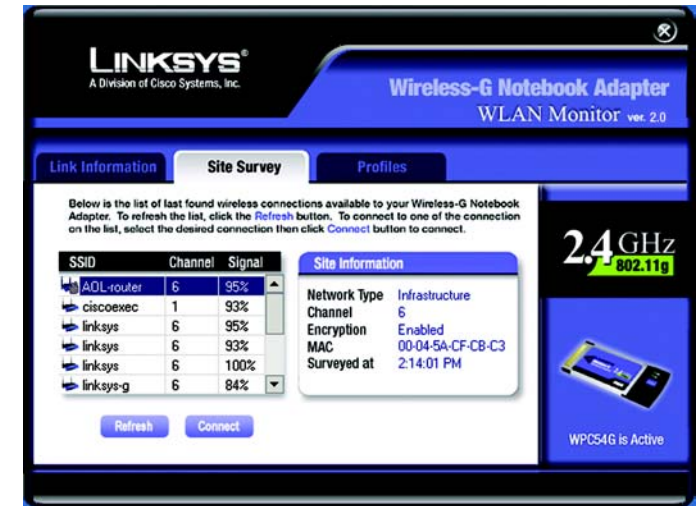 LINKSYS®
A Division of Cisco Systems, Inc.
Wireless-G Notebook Adapter
WLAN Monitor ver. 2.0
Link Information
Site Survey
Profiles
Below is the list of last found wireless connections available to your Wireless-G Notebook
Adapter. To refresh the list, click the Refresh button. To connect to one of the connection
on the list, select the desired connection then click Connect button to connect.
SSID Channel Signal
AOL-router 6 95%
ciscoexec 1 93%
linksys 6 95%
linksys 6 93%
linksys 6 100%
linksys-g 6 84%
Refresh
Connect
Site Information
Network Type Infrastructure
Channel 6
Encryption Enabled
MAC 00-04-5A-CF-CB-C3
Surveyed at 2:14:01 PM
2.4 GHz
802.11g
WPC54G is Active